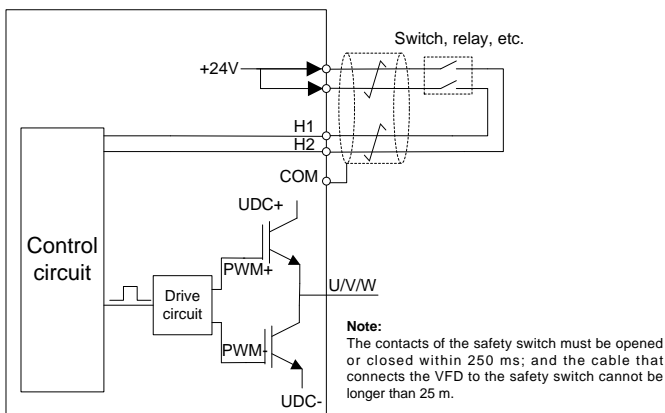 Switch, relay, etc.
+24V
H1
H2
COM
UDC+
Control
circuit
PWM+
Drive
circuit
U/V/W
PWM-
UDC-
Note:
The contacts of the safety switch must be opened
or closed within 250 ms; and the cable that
connects the VFD to the safety switch cannot be
longer than 25 m.